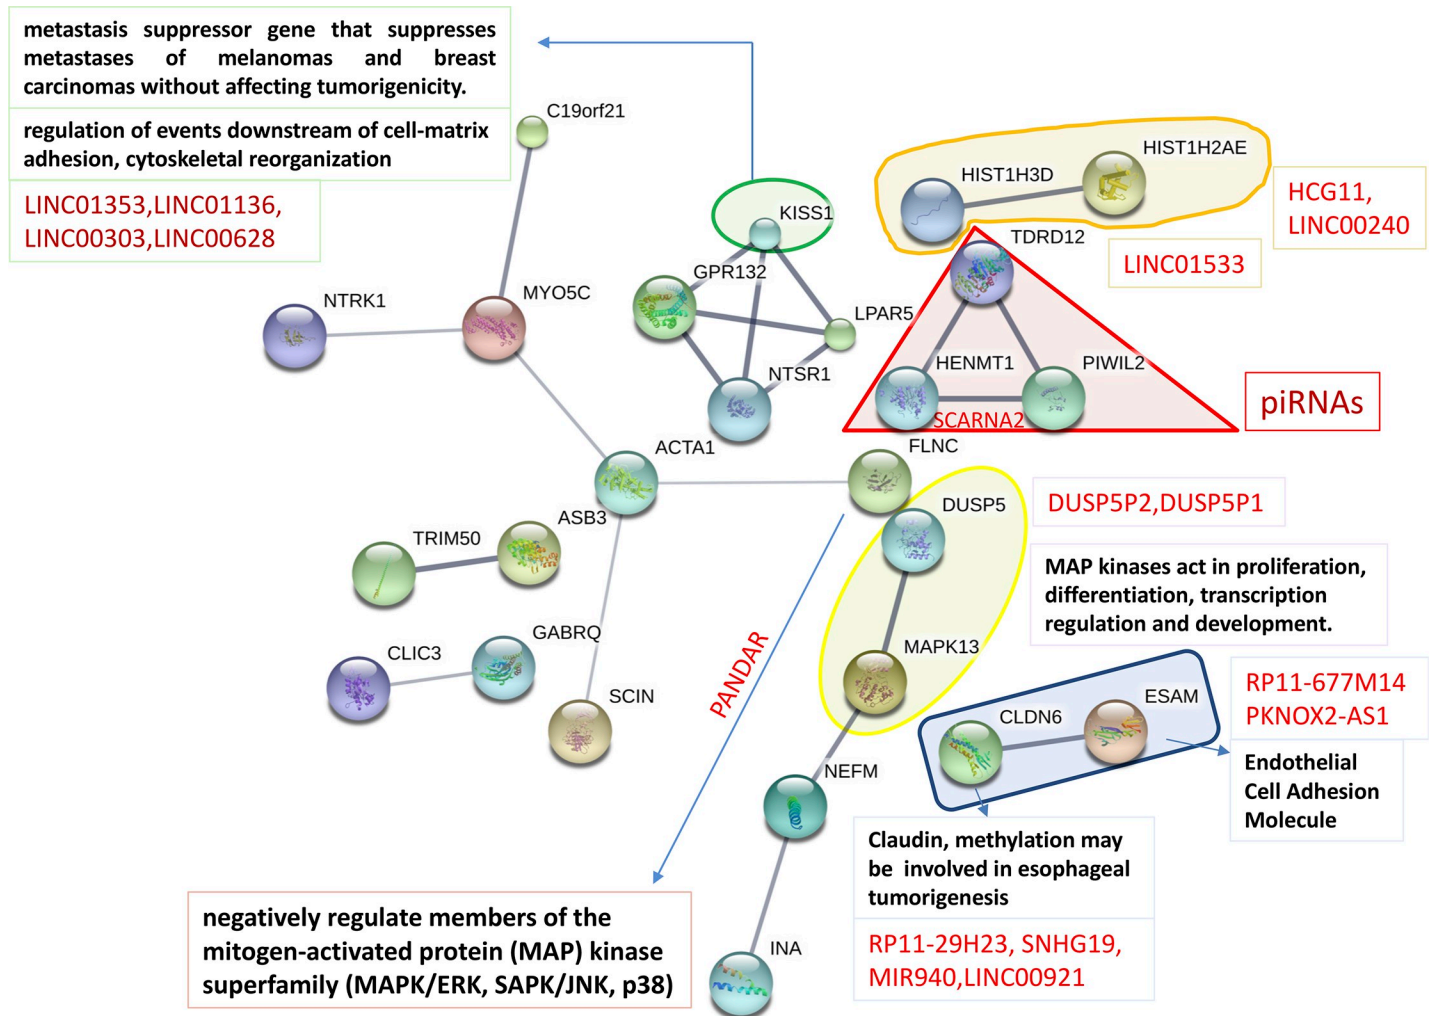 metastasis suppressor gene that suppresses
metastases of melanomas and breast
carcinomas without affecting tumorigenicity.
regulation of events downstream of cell-matrix
adhesion, cytoskeletal reorganization
LINC01353,LINC01136,
LINC00303,LINC00628
C19orf21
NTRK1
MYO5C
KISS1
GPR132
LPAR5
NTSR1
HIST1H2AE
HIST1H3D
HCG11,
LINC00240
TDRD12
LINC01533
HENMT1
PIWIL2
SCARNA2
piRNAs
ACTA1
FLNC
TRIM50
ASB3
CLIC3
GABRQ
SCIN
DUSP5
DUSP5P2,DUSP5P1
MAP kinases act in proliferation,
differentiation, transcription
regulation and development.
MAPK13
PANDAR
CLDN6
ESAM
RP11-677M14
PKNOX2-AS1
Endothelial
Cell Adhesion
Molecule
NEFM
Claudin, methylation may
be involved in esophageal
tumorigenesis
RP11-29H23, SNHG19,
MIR940,LINC00921
INA
negatively regulate members of the
mitogen-activated protein (MAP) kinase
superfamily (MAPK/ERK, SAPK/JNK, p38)